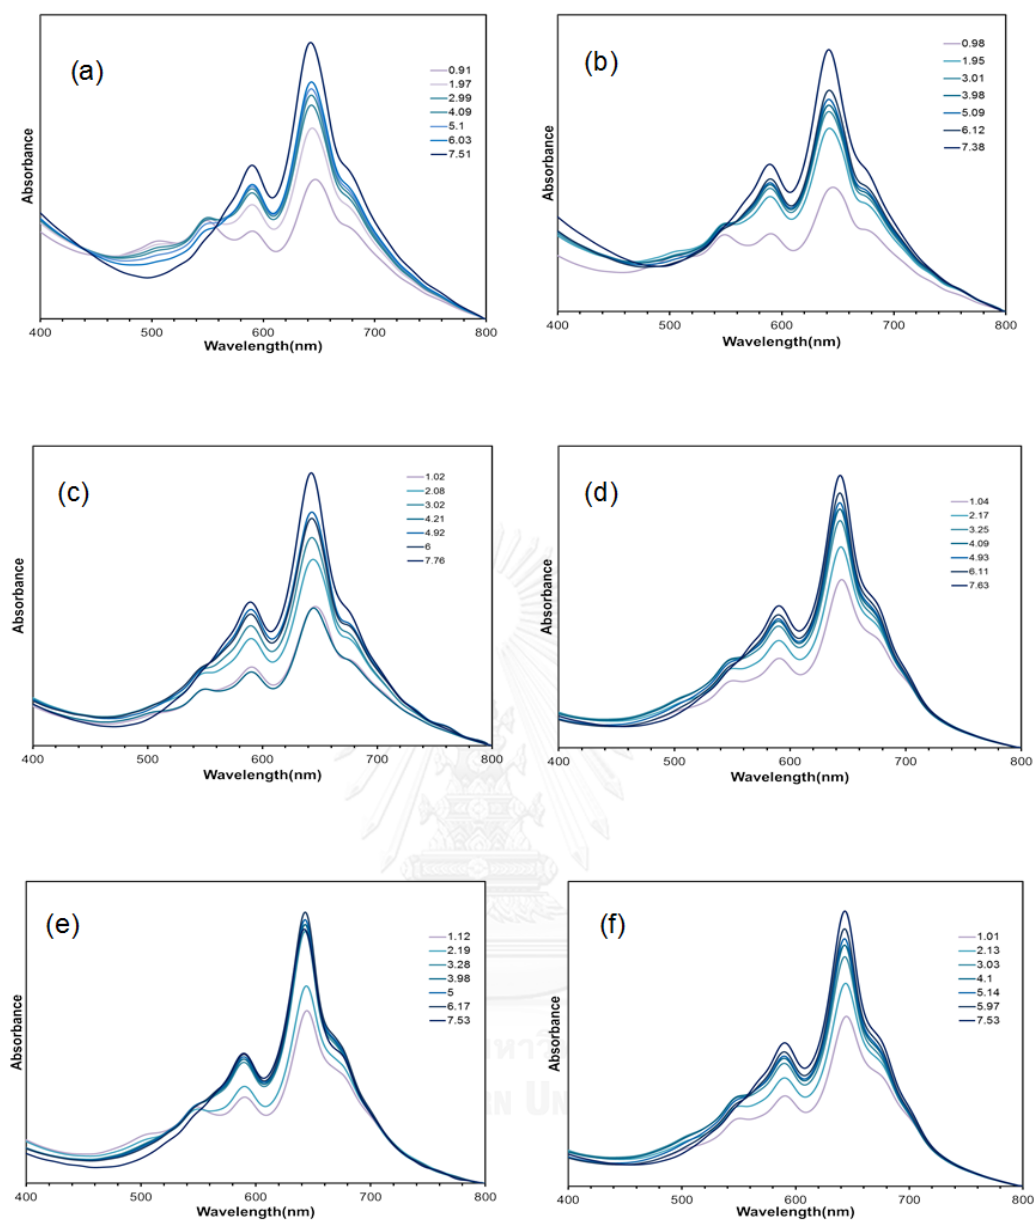 (a)
0.91
1.97
2.99
4.09
5.1
6.03
7.51
Absorbance
400 500 600 700 800
Wavelength(nm)
(b)
0.98
1.95
3.01
3.98
5.09
6.12
7.38
Absorbance
400 500 600 700 800
Wavelength(nm)
(c)
1.02
2.08
3.02
4.21
4.92
6
7.76
Absorbance
400 500 600 700 800
Wavelength(nm)
(d)
1.04
2.17
3.25
4.09
4.93
6.11
7.63
Absorbance
400 500 600 700 800
Wavelength(nm)
(e)
1.12
2.19
3.28
3.98
5
6.17
7.53
Absorbance
400 500 600 700 800
Wavelength(nm)
(f)
1.01
2.13
3.03
4.1
5.14
5.97
7.53
Absorbance
400 500 600 700 800
Wavelength(nm)